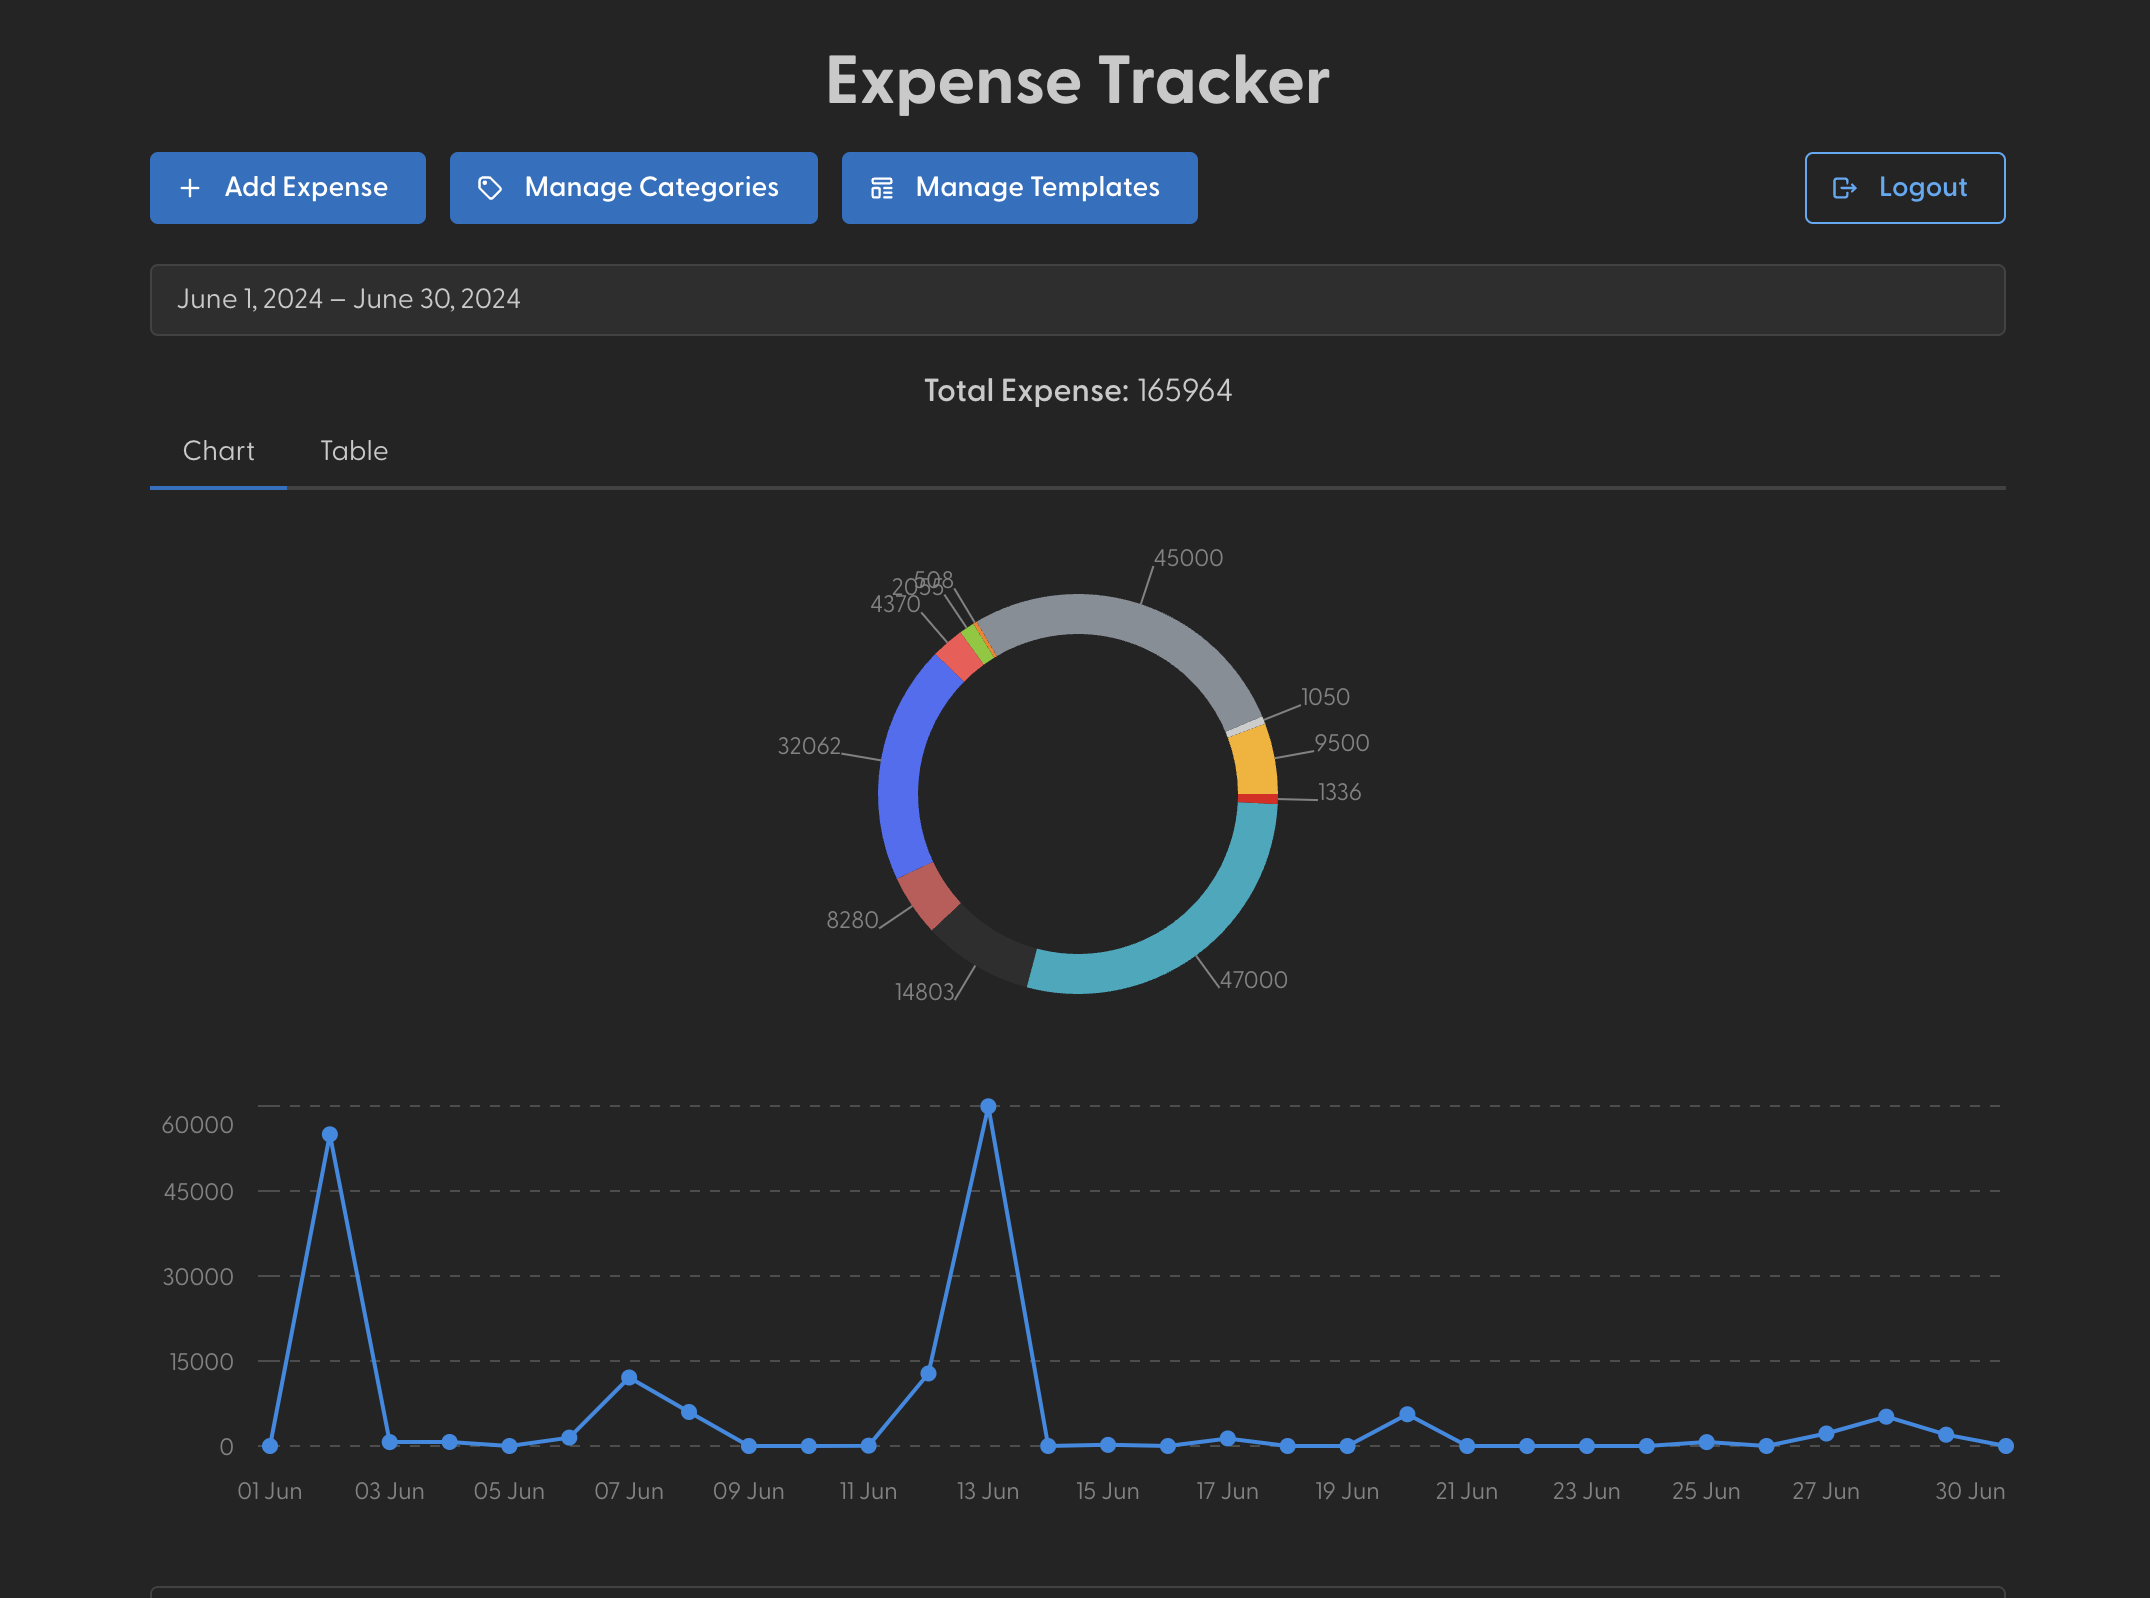 Expense Tracker
Add Expense
Manage Categories
Manage Templates
Logout
June 1, 2024 – June 30, 2024
Total Expense: 165964
Chart
Table
45000
508
2055
4370
1050
9500
32062
1336
8280
47000
14803
60000
45000
30000
15000
0
01 Jun 03 Jun 05 Jun 07 Jun 09 Jun 11 Jun 13 Jun 15 Jun 17 Jun 19 Jun 21 Jun 23 Jun 25 Jun 27 Jun 30 Jun